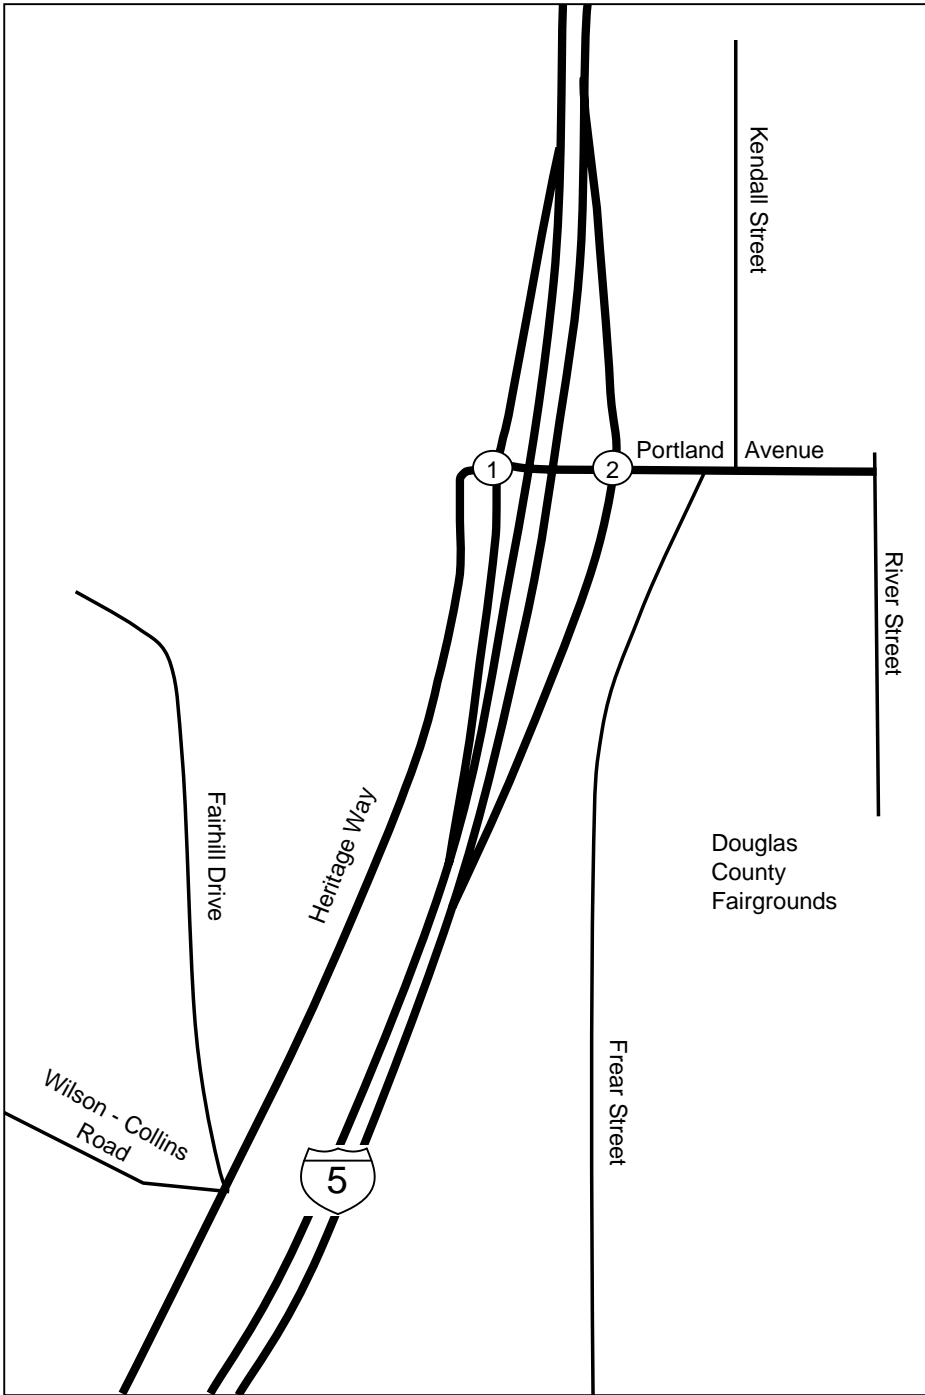 Kendall Street
Portland Avenue
1
2
River Street
Fairhill Drive
Heritage Way
Douglas
County
Fairgrounds
Frear Street
Wilson - Collins
Road
5